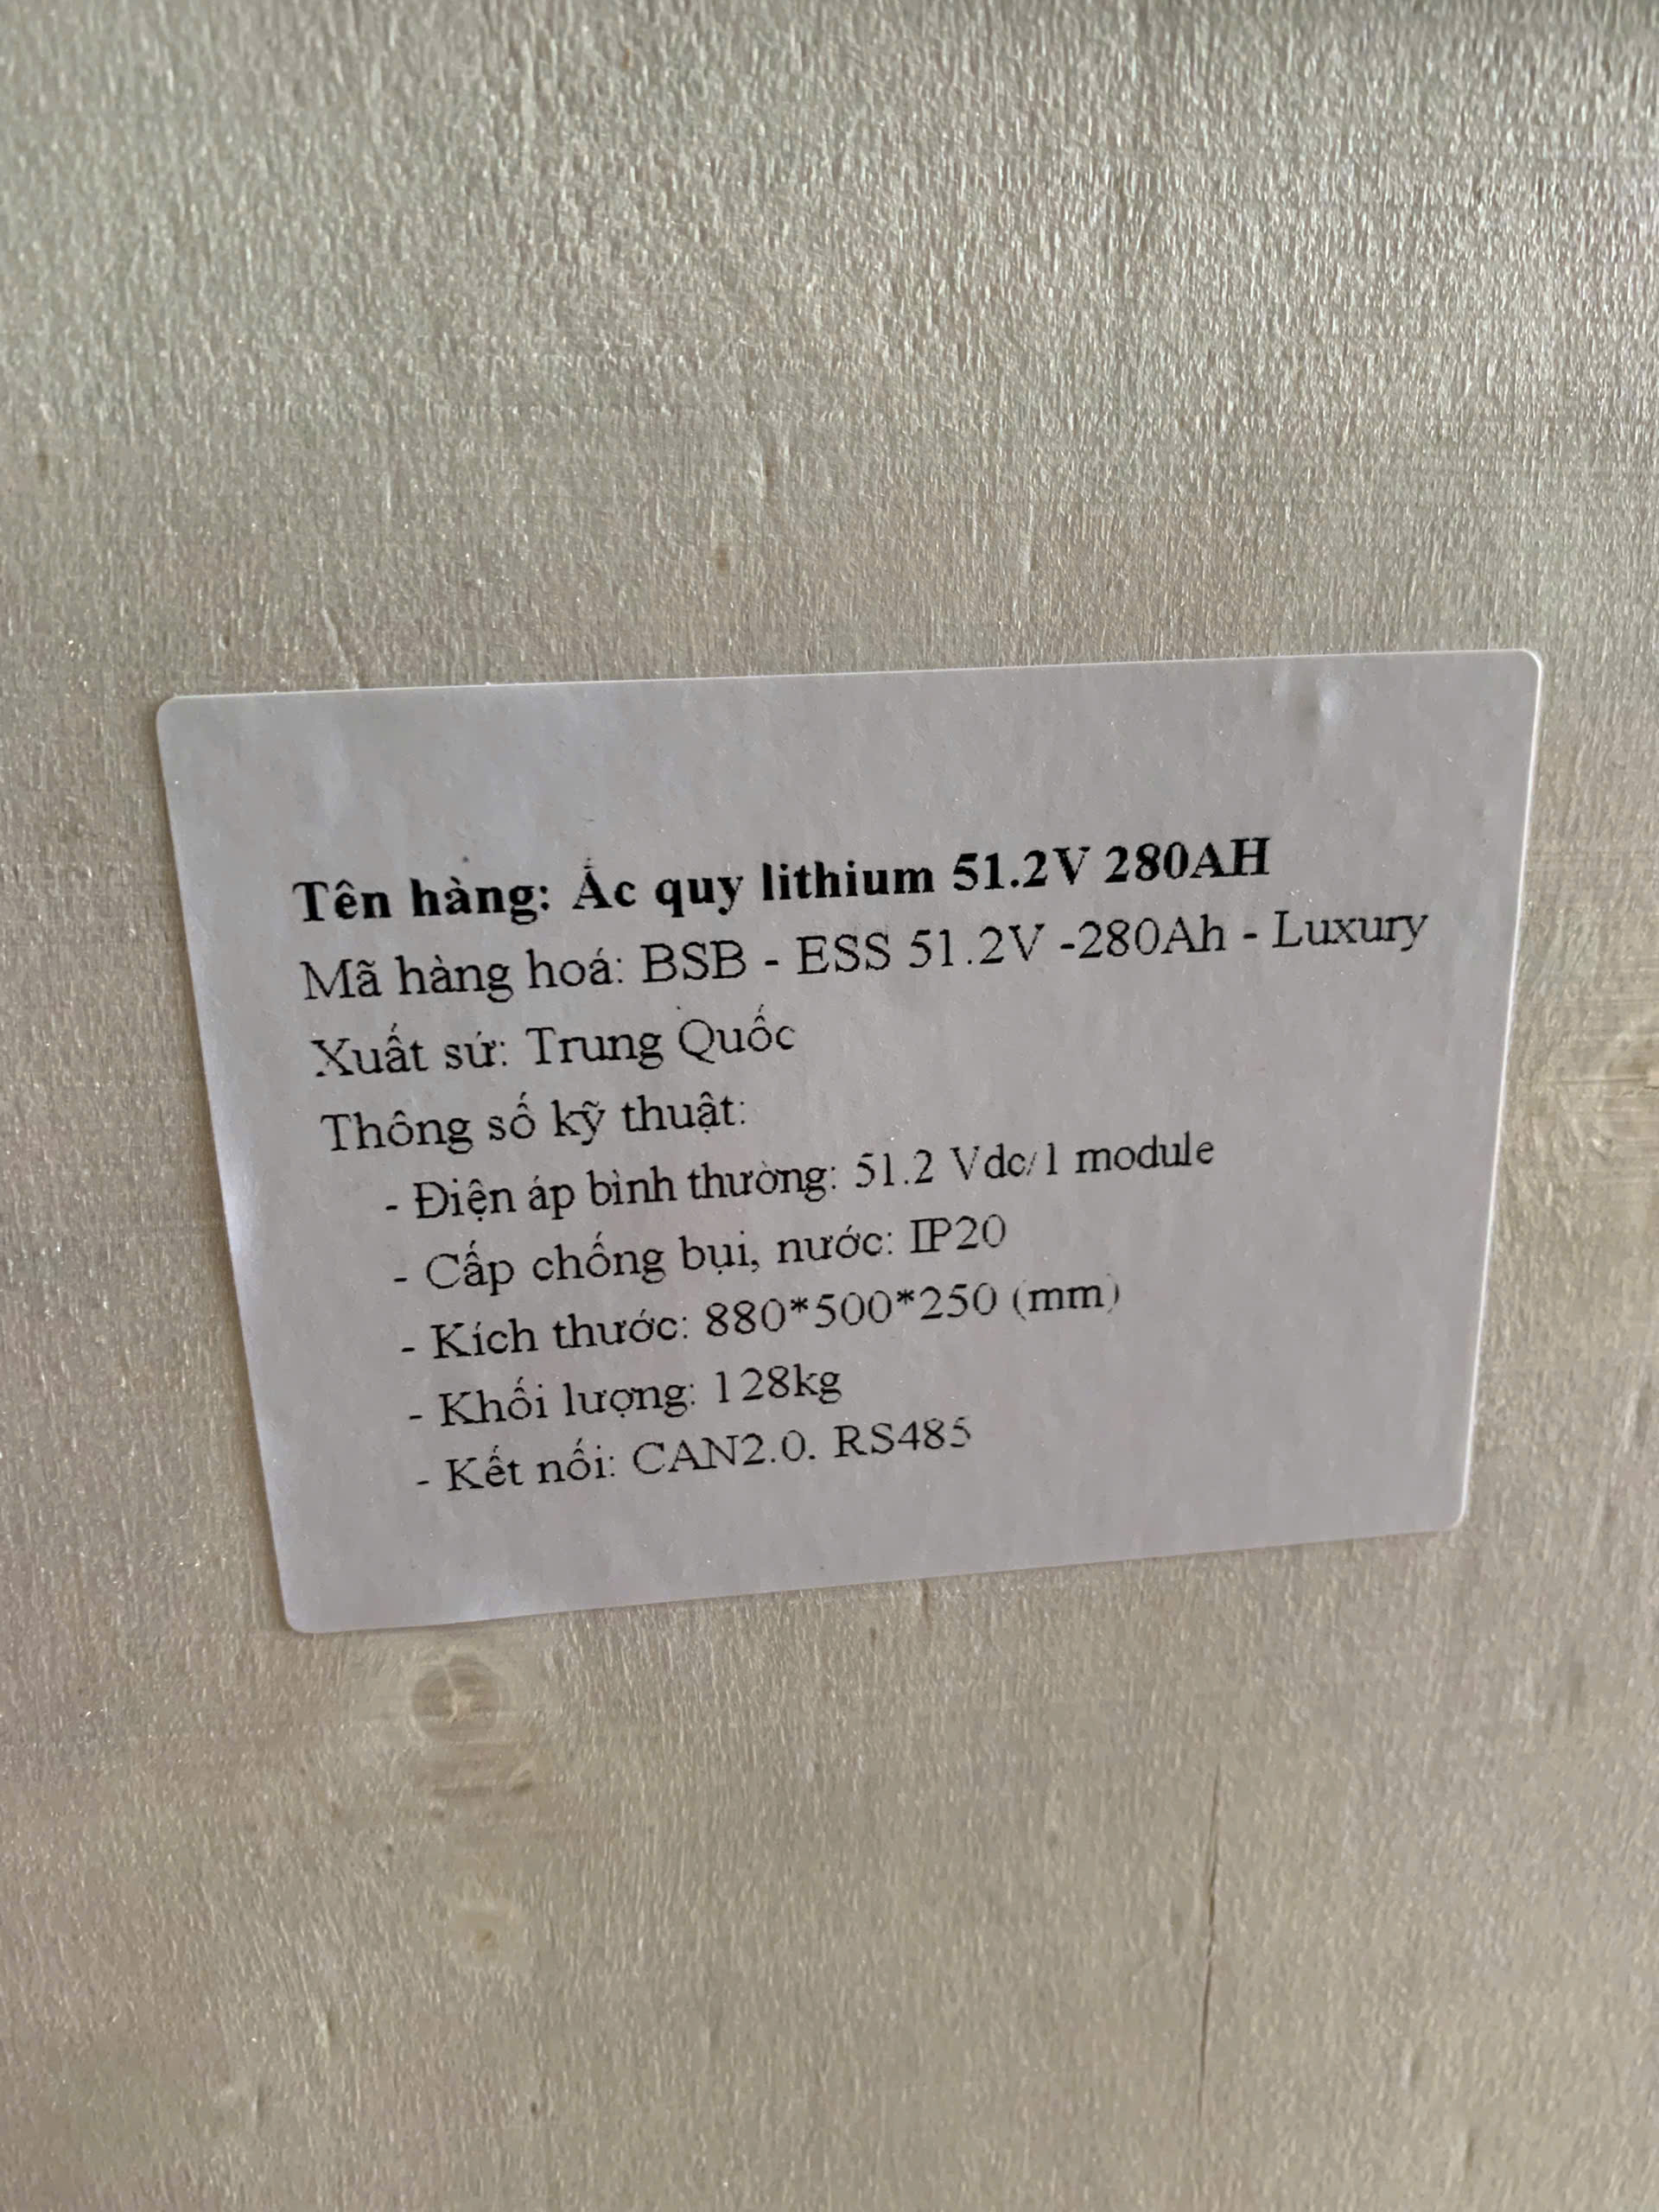 Tên hàng: Ắc quy lithium 51.2V 280AH
Mã hàng hoá: BSB - ESS 51.2V -280Ah - Luxury
Xuất sứ: Trung Quốc
Thông số kỹ thuật:
- Điện áp bình thường: 51.2 Vdc/1 module
- Cấp chống bụi, nước: IP20
- Kích thước: 880*500*250 (mm)
- Khối lượng: 128kg
- Kết nối: CAN2.0. RS485